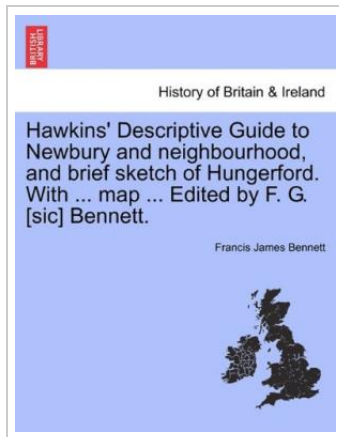 BRITISH
LIBRARY
History of Britain & Ireland
Hawkins' Descriptive Guide to
Newbury and neighbourhood,
and brief sketch of Hungerford.
With ... map ... Edited by F. G.
[sic] Bennett.
Francis James Bennett